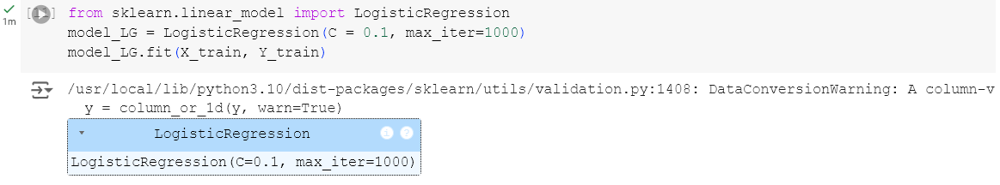 from sklearn.linear_model import LogisticRegression
1m
model_LG = LogisticRegression(C = 0.1, max_iter=1000)
model_LG.fit(X_train, Y_train)
/usr/local/lib/python3.10/dist-packages/sklearn/utils/validation.py:1408: DataConversionWarning: A column-v
y = column_or_1d(y, warn=True)
LogisticRegression
LogisticRegression(C=0.1, max_iter=1000)